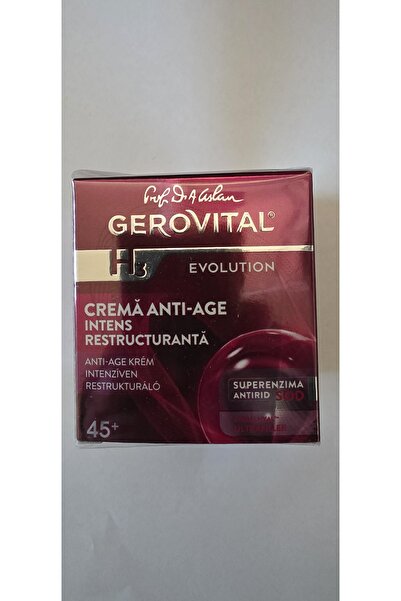 Prof. Dr. A. Aslan
GEROVITAL®
H3
EVOLUTION
CREMĂ ANTI-AGE
INTENS
RESTRUCTURANTĂ
ANTI-AGE KRÉM
INTENZÍVEN
RESTRUKTURÁLÓ
SUPERENZIMA
ANTIRID SOD
45+